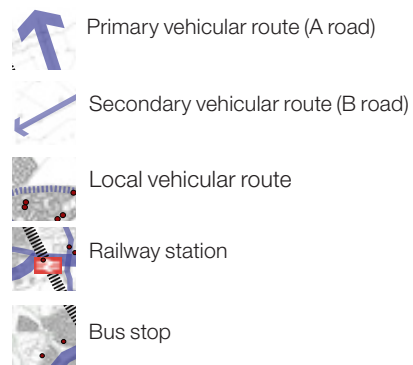 Primary vehicular route (A road)
Secondary vehicular route (B road)
Local vehicular route
Railway station
Bus stop